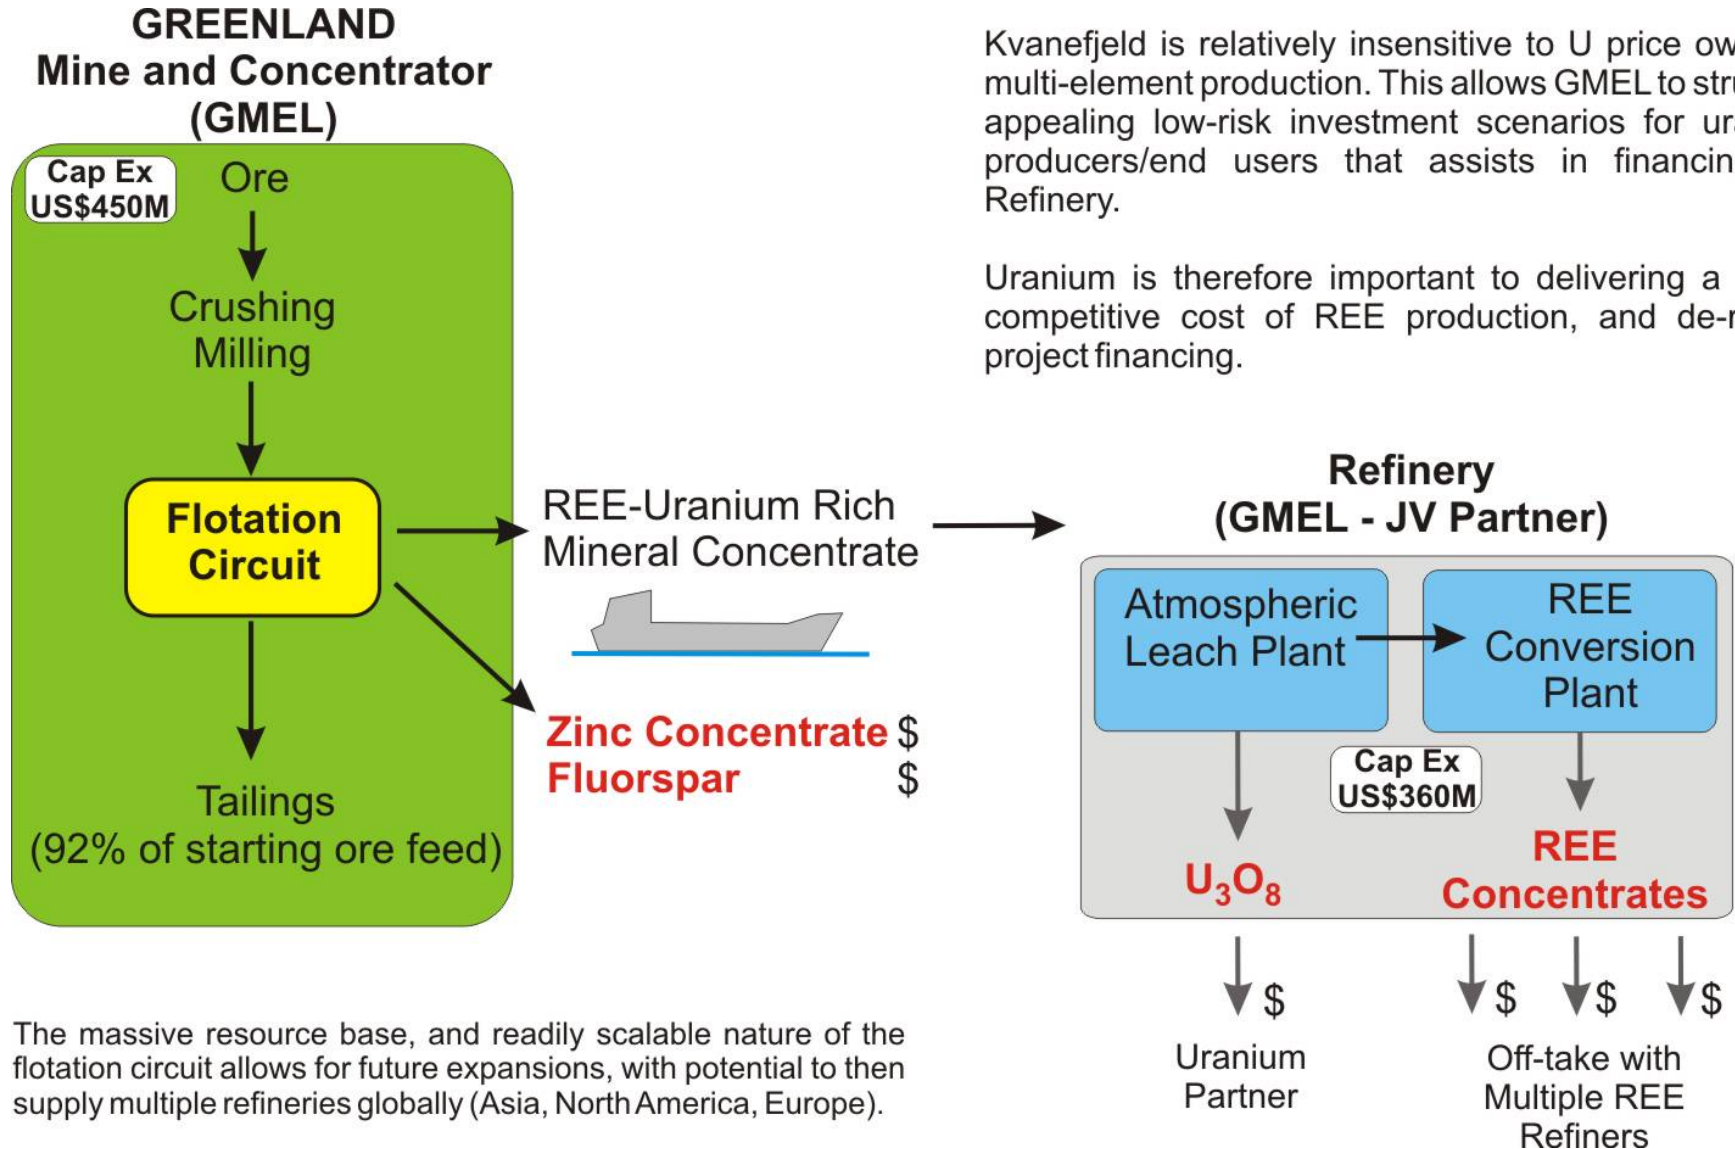 GREENLAND
Mine and Concentrator
(GMEL)
Cap Ex
US$450M
Ore
Crushing
Milling
Flotation
Circuit
Tailings
(92% of starting ore feed)
REE-Uranium Rich
Mineral Concentrate
Zinc Concentrate $
Fluorspar $
Kvanefjeld is relatively insensitive to U price
multi-element production. This allows GMEL to
appealing low-risk investment scenarios for
producers/end users that assists in
Refinery.
Uranium is therefore important to delivering a
competitive cost of REE production, and
project financing.
Refinery
(GMEL - JV Partner)
Atmospheric
Leach Plant
REE
Conversion
Plant
Cap Ex
US$360M
U3O8
REE
Concentrates
$
$ $ $
Uranium
Partner
Off-take with
Multiple REE
Refiners
The massive resource base, and readily scalable nature of the
flotation circuit allows for future expansions, with potential to then
supply multiple refineries globally (Asia, North America, Europe).